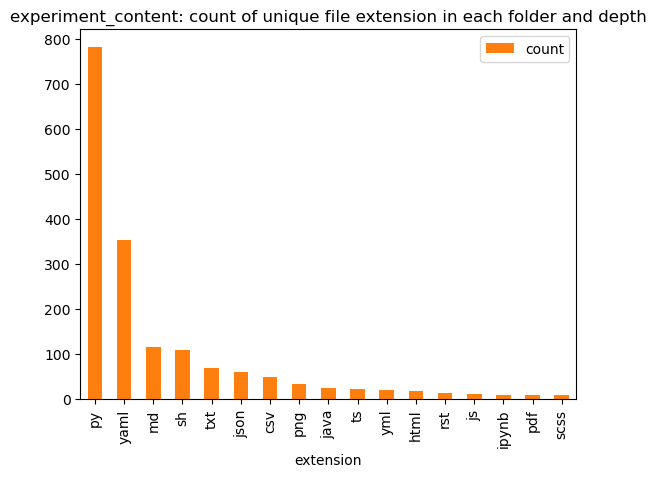 experiment_content: count of unique file extension in each folder and depth
count
800
700
600
500
400
300
200
100
0
py
yaml
md
sh
txt
json
csv
png
java
ts
yml
html
rst
js
ipynb
pdf
scss
extension